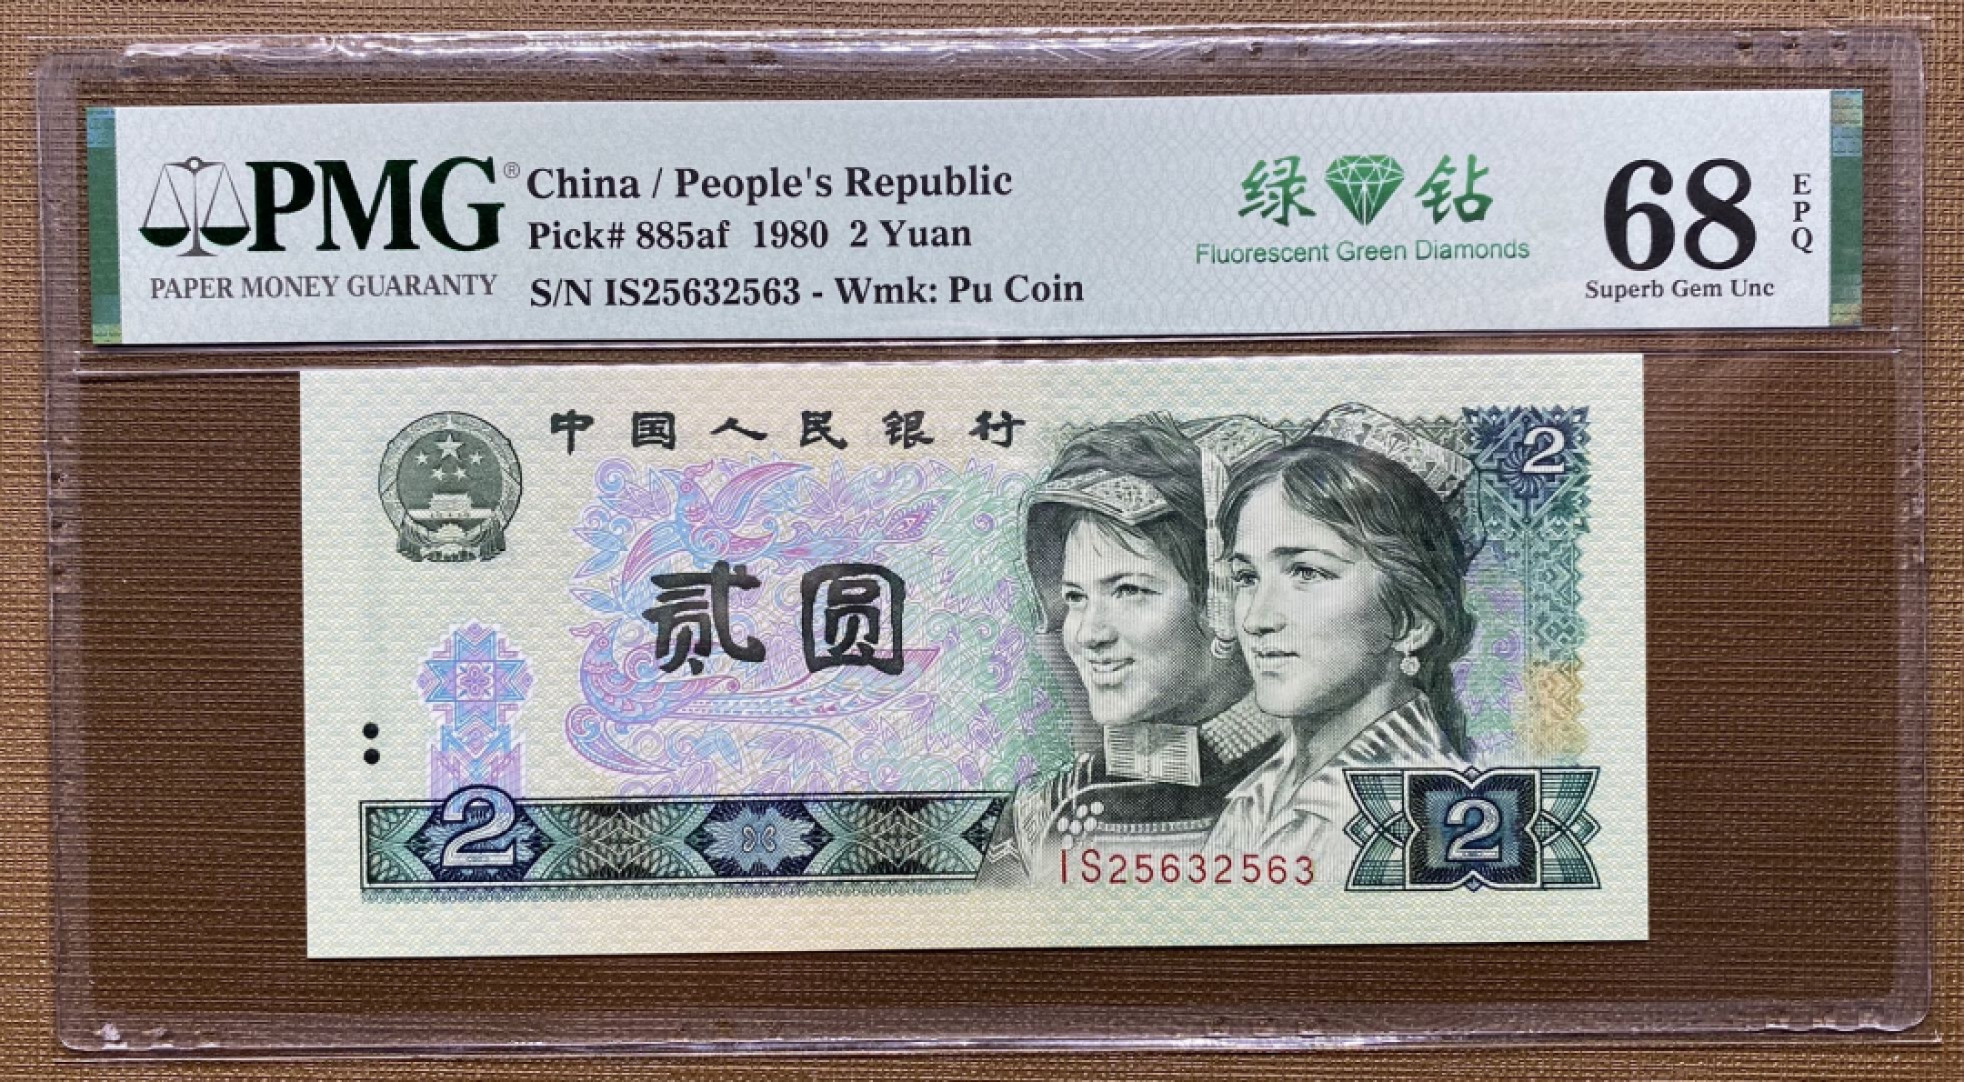 PMG®
PAPER MONEY GUARANTY
China / People's Republic
Pick# 885af 1980 2 Yuan
S/N IS25632563 - Wmk: Pu Coin
绿钻
Fluorescent Green Diamonds
68
EPQ
Superb Gem Unc
中国人民银行
2
贰圆
2
2
IS25632563